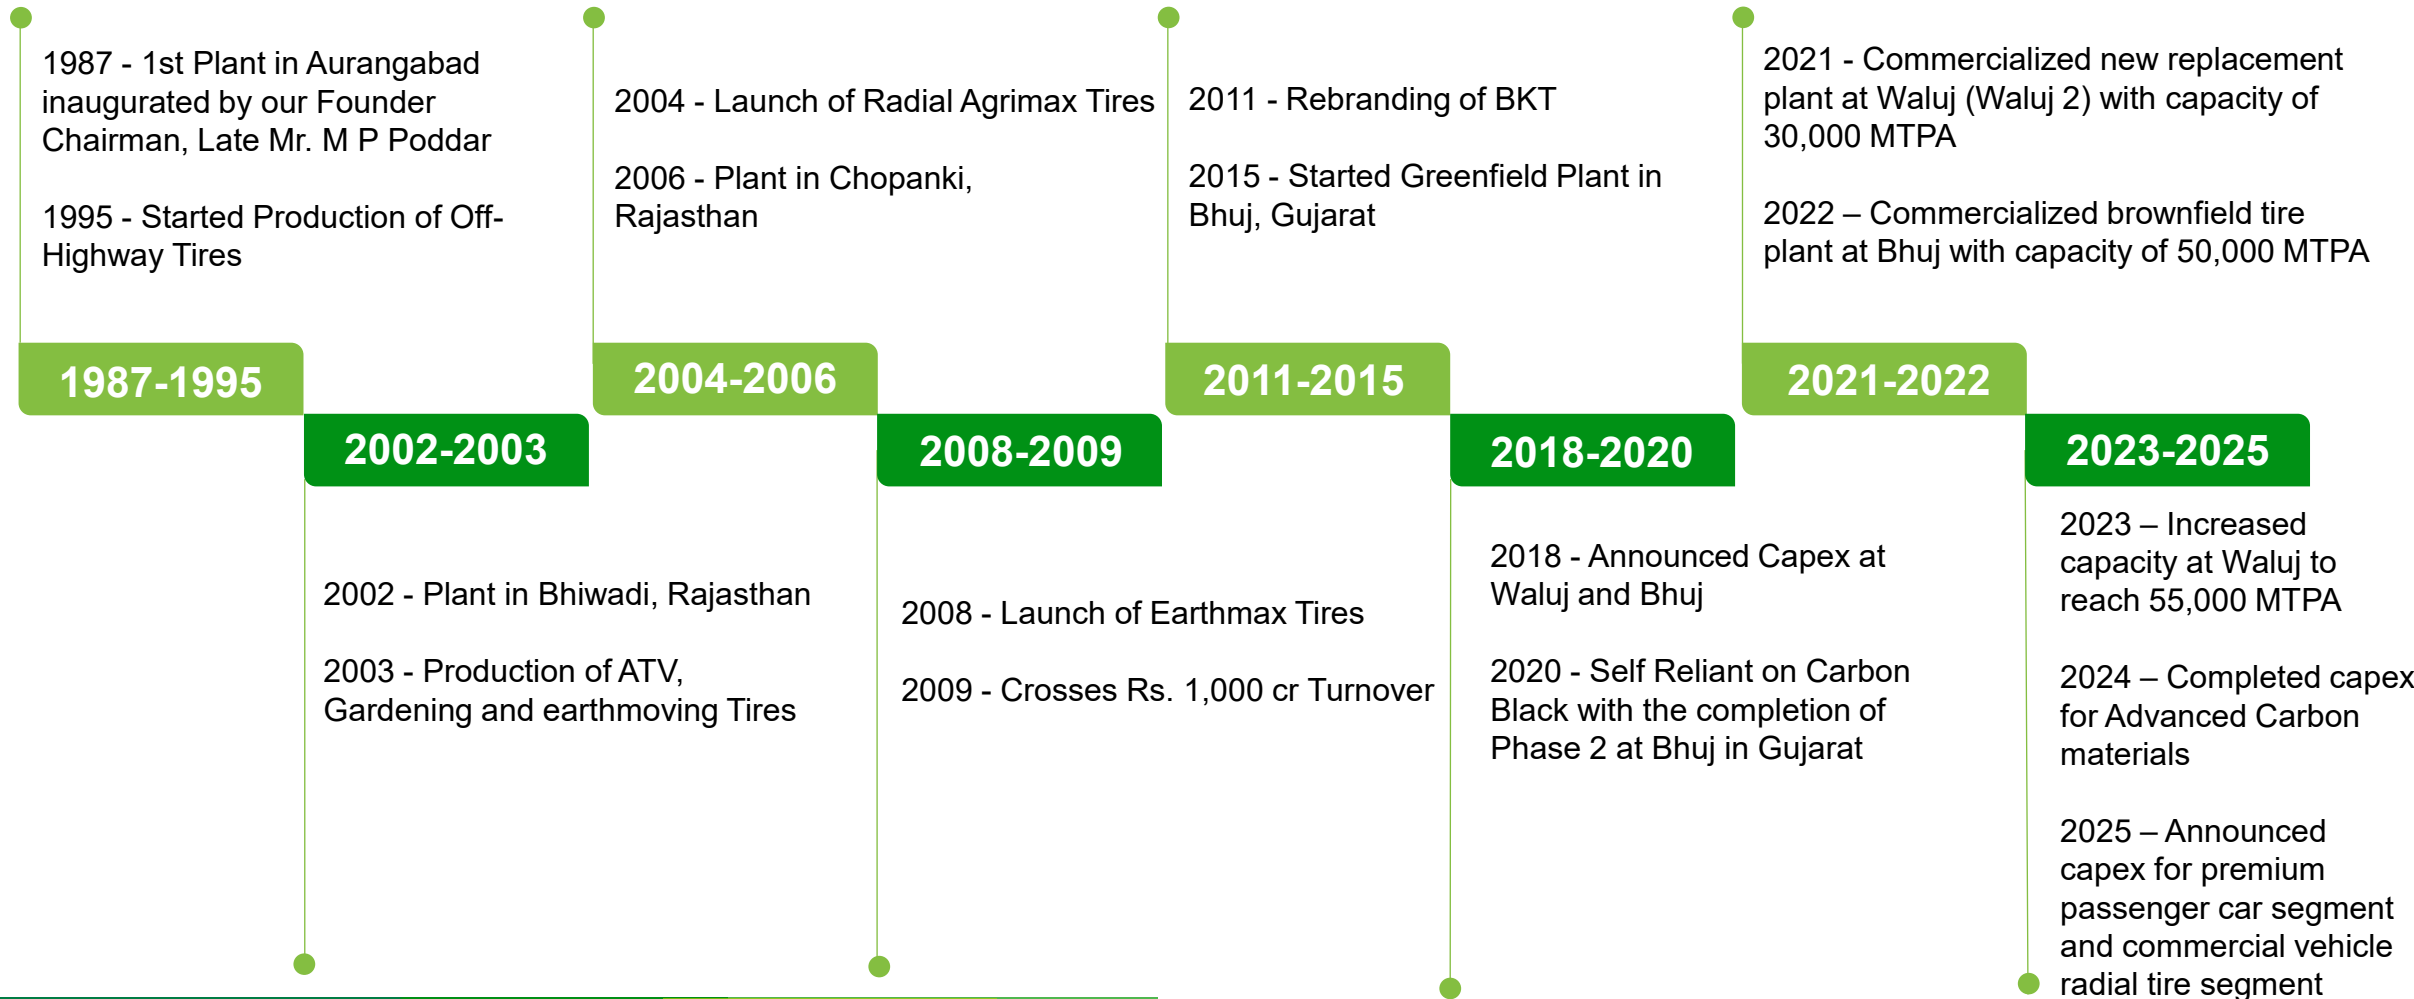 1987 - 1st Plant in Aurangabad
inaugurated by our Founder
Chairman, Late Mr. M P Poddar
1995 - Started Production of Off-
Highway Tires
1987-1995
2002-2003
2002 - Plant in Bhiwadi, Rajasthan
2003 - Production of ATV,
Gardening and earthmoving Tires
2004 - Launch of Radial Agrimax Tires
2006 - Plant in Chopanki,
Rajasthan
2004-2006
2008-2009
2008 - Launch of Earthmax Tires
2009 - Crosses Rs. 1,000 cr Turnover
2011 - Rebranding of BKT
2015 - Started Greenfield Plant in
Bhuj, Gujarat
2011-2015
2018-2020
2018 - Announced Capex at
Waluj and Bhuj
2020 - Self Reliant on Carbon
Black with the completion of
Phase 2 at Bhuj in Gujarat
2021 - Commercialized new replacement
plant at Waluj (Waluj 2) with capacity of
30,000 MTPA
2022 – Commercialized brownfield tire
plant at Bhuj with capacity of 50,000 MTPA
2021-2022
2023-2025
2023 – Increased
capacity at Waluj to
reach 55,000 MTPA
2024 – Completed capex
for Advanced Carbon
materials
2025 – Announced
capex for premium
passenger car segment
and commercial vehicle
radial tire segment